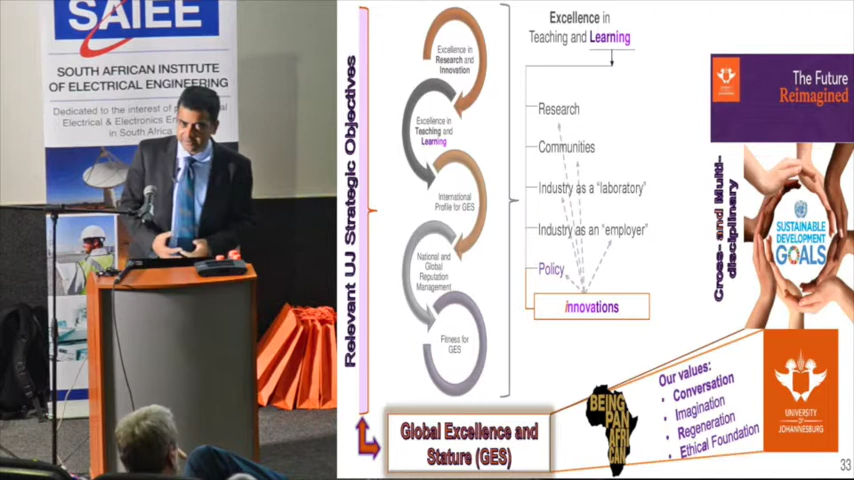 SAIEE
SOUTH AFRICAN INSTITUTE
OF ELECTRICAL ENGINEERING
Dedicated to the interest of
Electrical & Electronics
in South Africa
Relevant UJ Strategic Objectives
Excellence in
Research and
Innovation
Excellence in
Teaching and
Learning
International
Profile for GES
National and
Global
Reputation
Management
Fitness for
GES
Global Excellence and
Stature (GES)
Excellence in
Teaching and Learning
Research
Communities
Industry as a “laboratory”
Industry as an “employer”
Policy
innovations
The Future
Reimagined
Cross- and Multi-
disciplinary
SUSTAINABLE
DEVELOPMENT
GOALS
BEING
PAN
AFRI
CAN
Our values:
• Conversation
• Imagination
• Regeneration
• Ethical Foundation
UNIVERSITY
OF
JOHANNESBURG
33